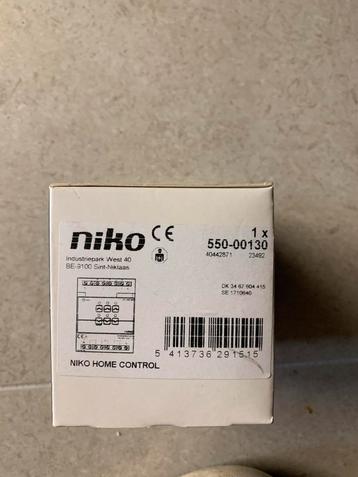 niko CE
Industriepark West 40
BE-9100 Sint-Niklaas
1 x
550-00130
40442871 23492
DK 34 67 904 415
SE 1710640
5 413736 291515
NIKO HOME CONTROL